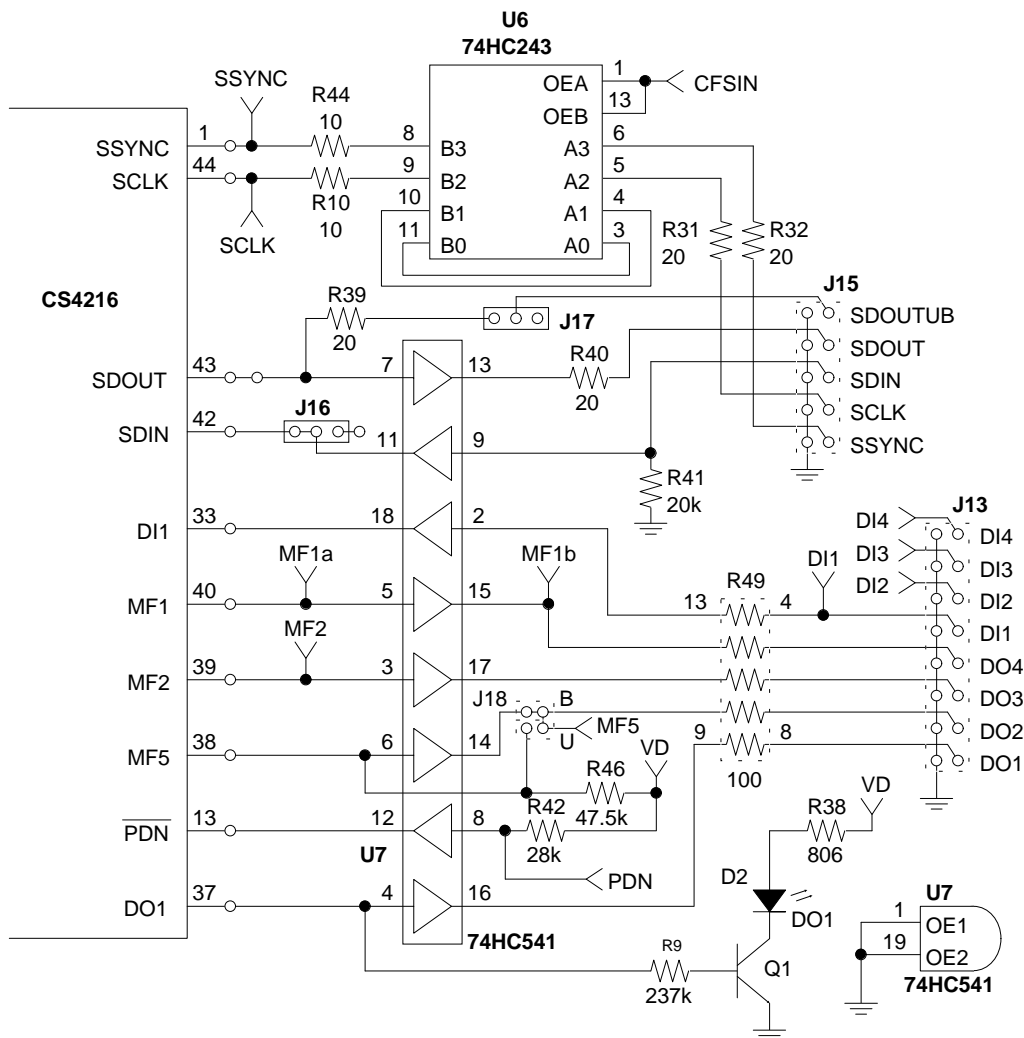 U6
74HC243
SSYNC
R44
10
1
SSYNC
44
SCLK
R10
10
SCLK
8
9
10
11
B3
B2
B1
B0
OEA
OEB
A3
A2
A1
A0
1
13
6
5
4
3
CFSIN
R31
20
R32
20
CS4216
R39
20
J17
J15
SDOUTUB
SDOUT
SDIN
SCLK
SSYNC
43
SDOUT
7
13
R40
20
42
SDIN
J16
11
9
R41
20k
33
DI1
18
2
MF1a
MF1b
40
MF1
5
15
MF2
39
MF2
3
17
R49
13
4
DI1
9
8
100
J13
DI4
DI3
DI2
DI4
DI3
DI2
DI1
DO4
DO3
DO2
DO1
38
MF5
6
14
J18
B
U
MF5
VD
R46
47.5k
13
PDN
12
8
R42
28k
U7
PDN
37
DO1
4
16
74HC541
R38
806
VD
D2
DO1
R9
237k
Q1
U7
1
OE1
19
OE2
74HC541